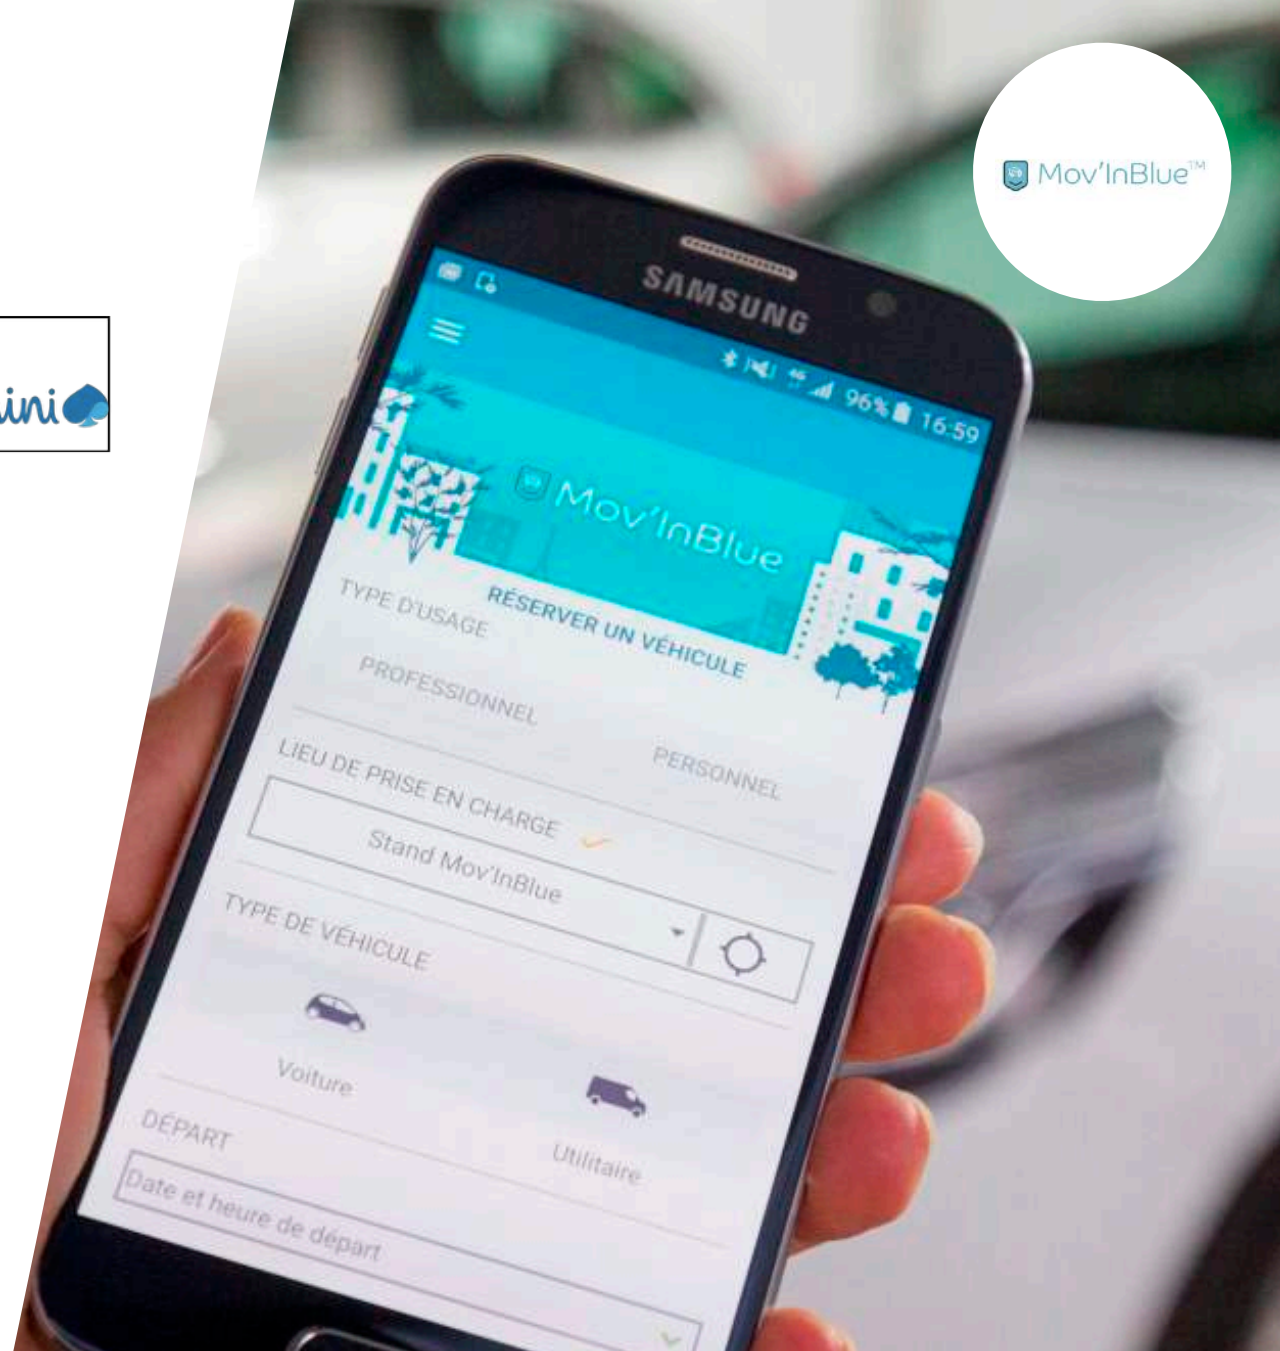 Mov'InBlue™
ini
SAMSUNG
96% 16:59
Mov'InBlue
RÉSERVER UN VÉHICULE
TYPE D'USAGE
PROFESSIONNEL
PERSONNEL
LIEU DE PRISE EN CHARGE
Stand Mov'InBlue
TYPE DE VÉHICULE
Voiture
Utilitaire
DÉPART
Date et heure de départ